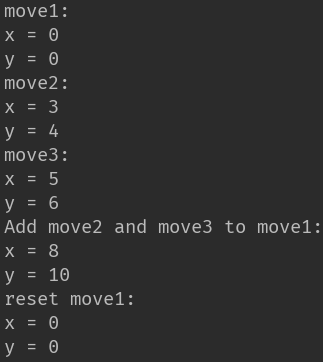 move1:
x = 0
y = 0
move2:
x = 3
y = 4
move3:
x = 5
y = 6
Add move2 and move3 to move1:
x = 8
y = 10
reset move1:
x = 0
y = 0